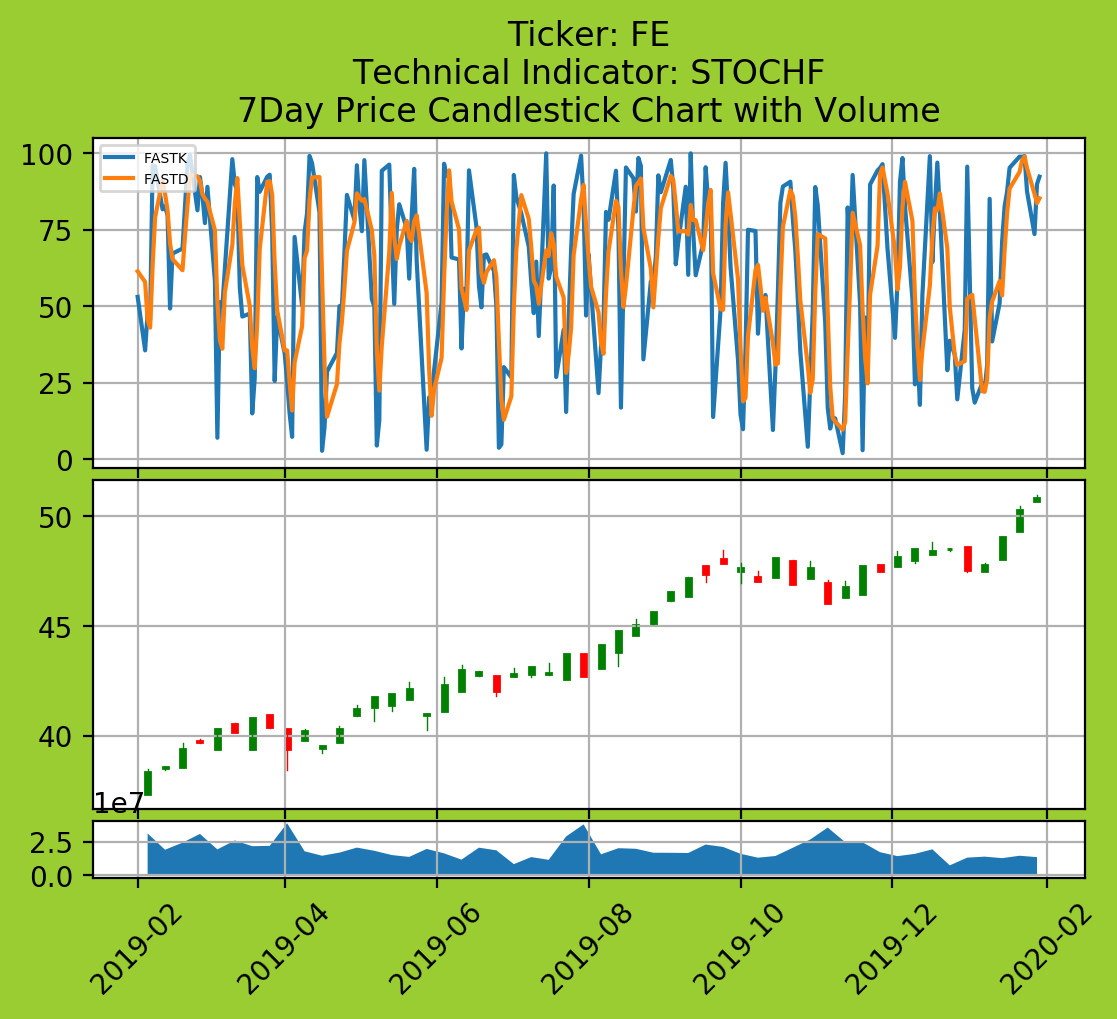 Ticker: FE
Technical Indicator: STOCHF
7Day Price Candlestick Chart with Volume
100
75
50
25
0
FASTK
FASTD
50
45
40
1e7
2.5
0.0
2019-02
2019-04
2019-06
2019-08
2019-10
2019-12
2020-02